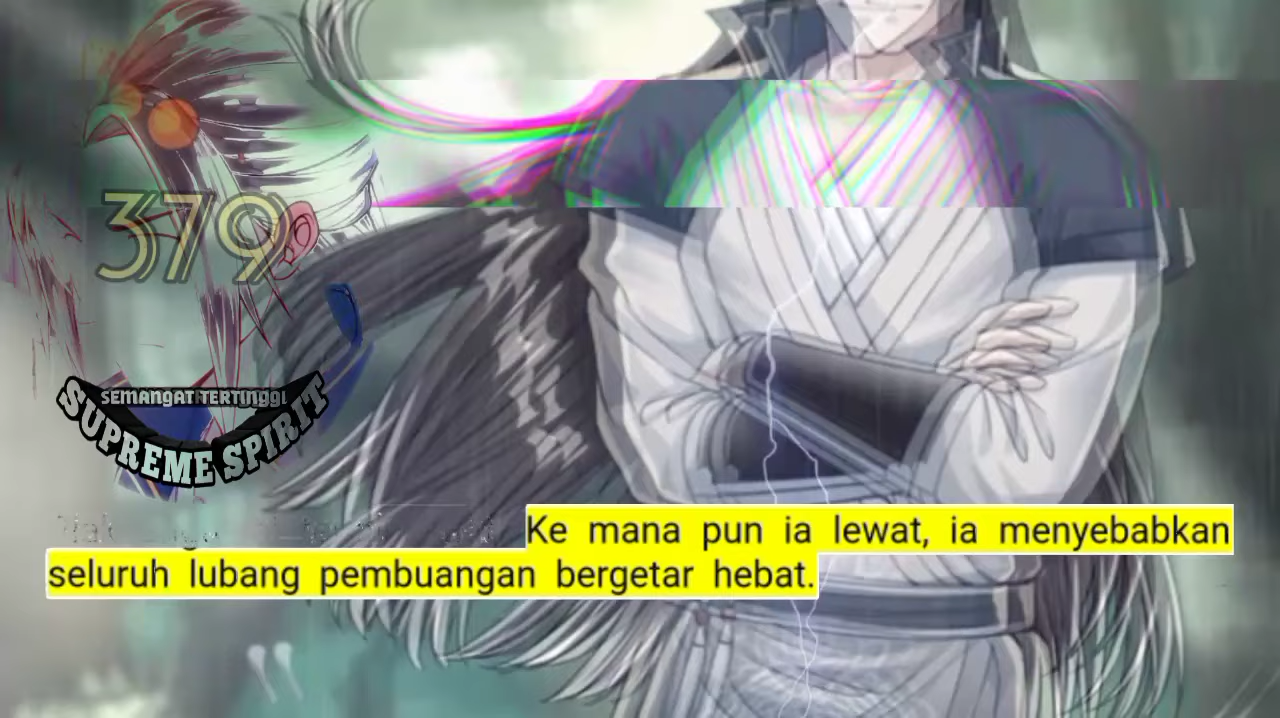 379
SEMANGAT TERTINGGI
SUPREME SPIRIT
Ke mana pun ia lewat, ia menyebabkan
seluruh lubang pembuangan bergetar hebat.